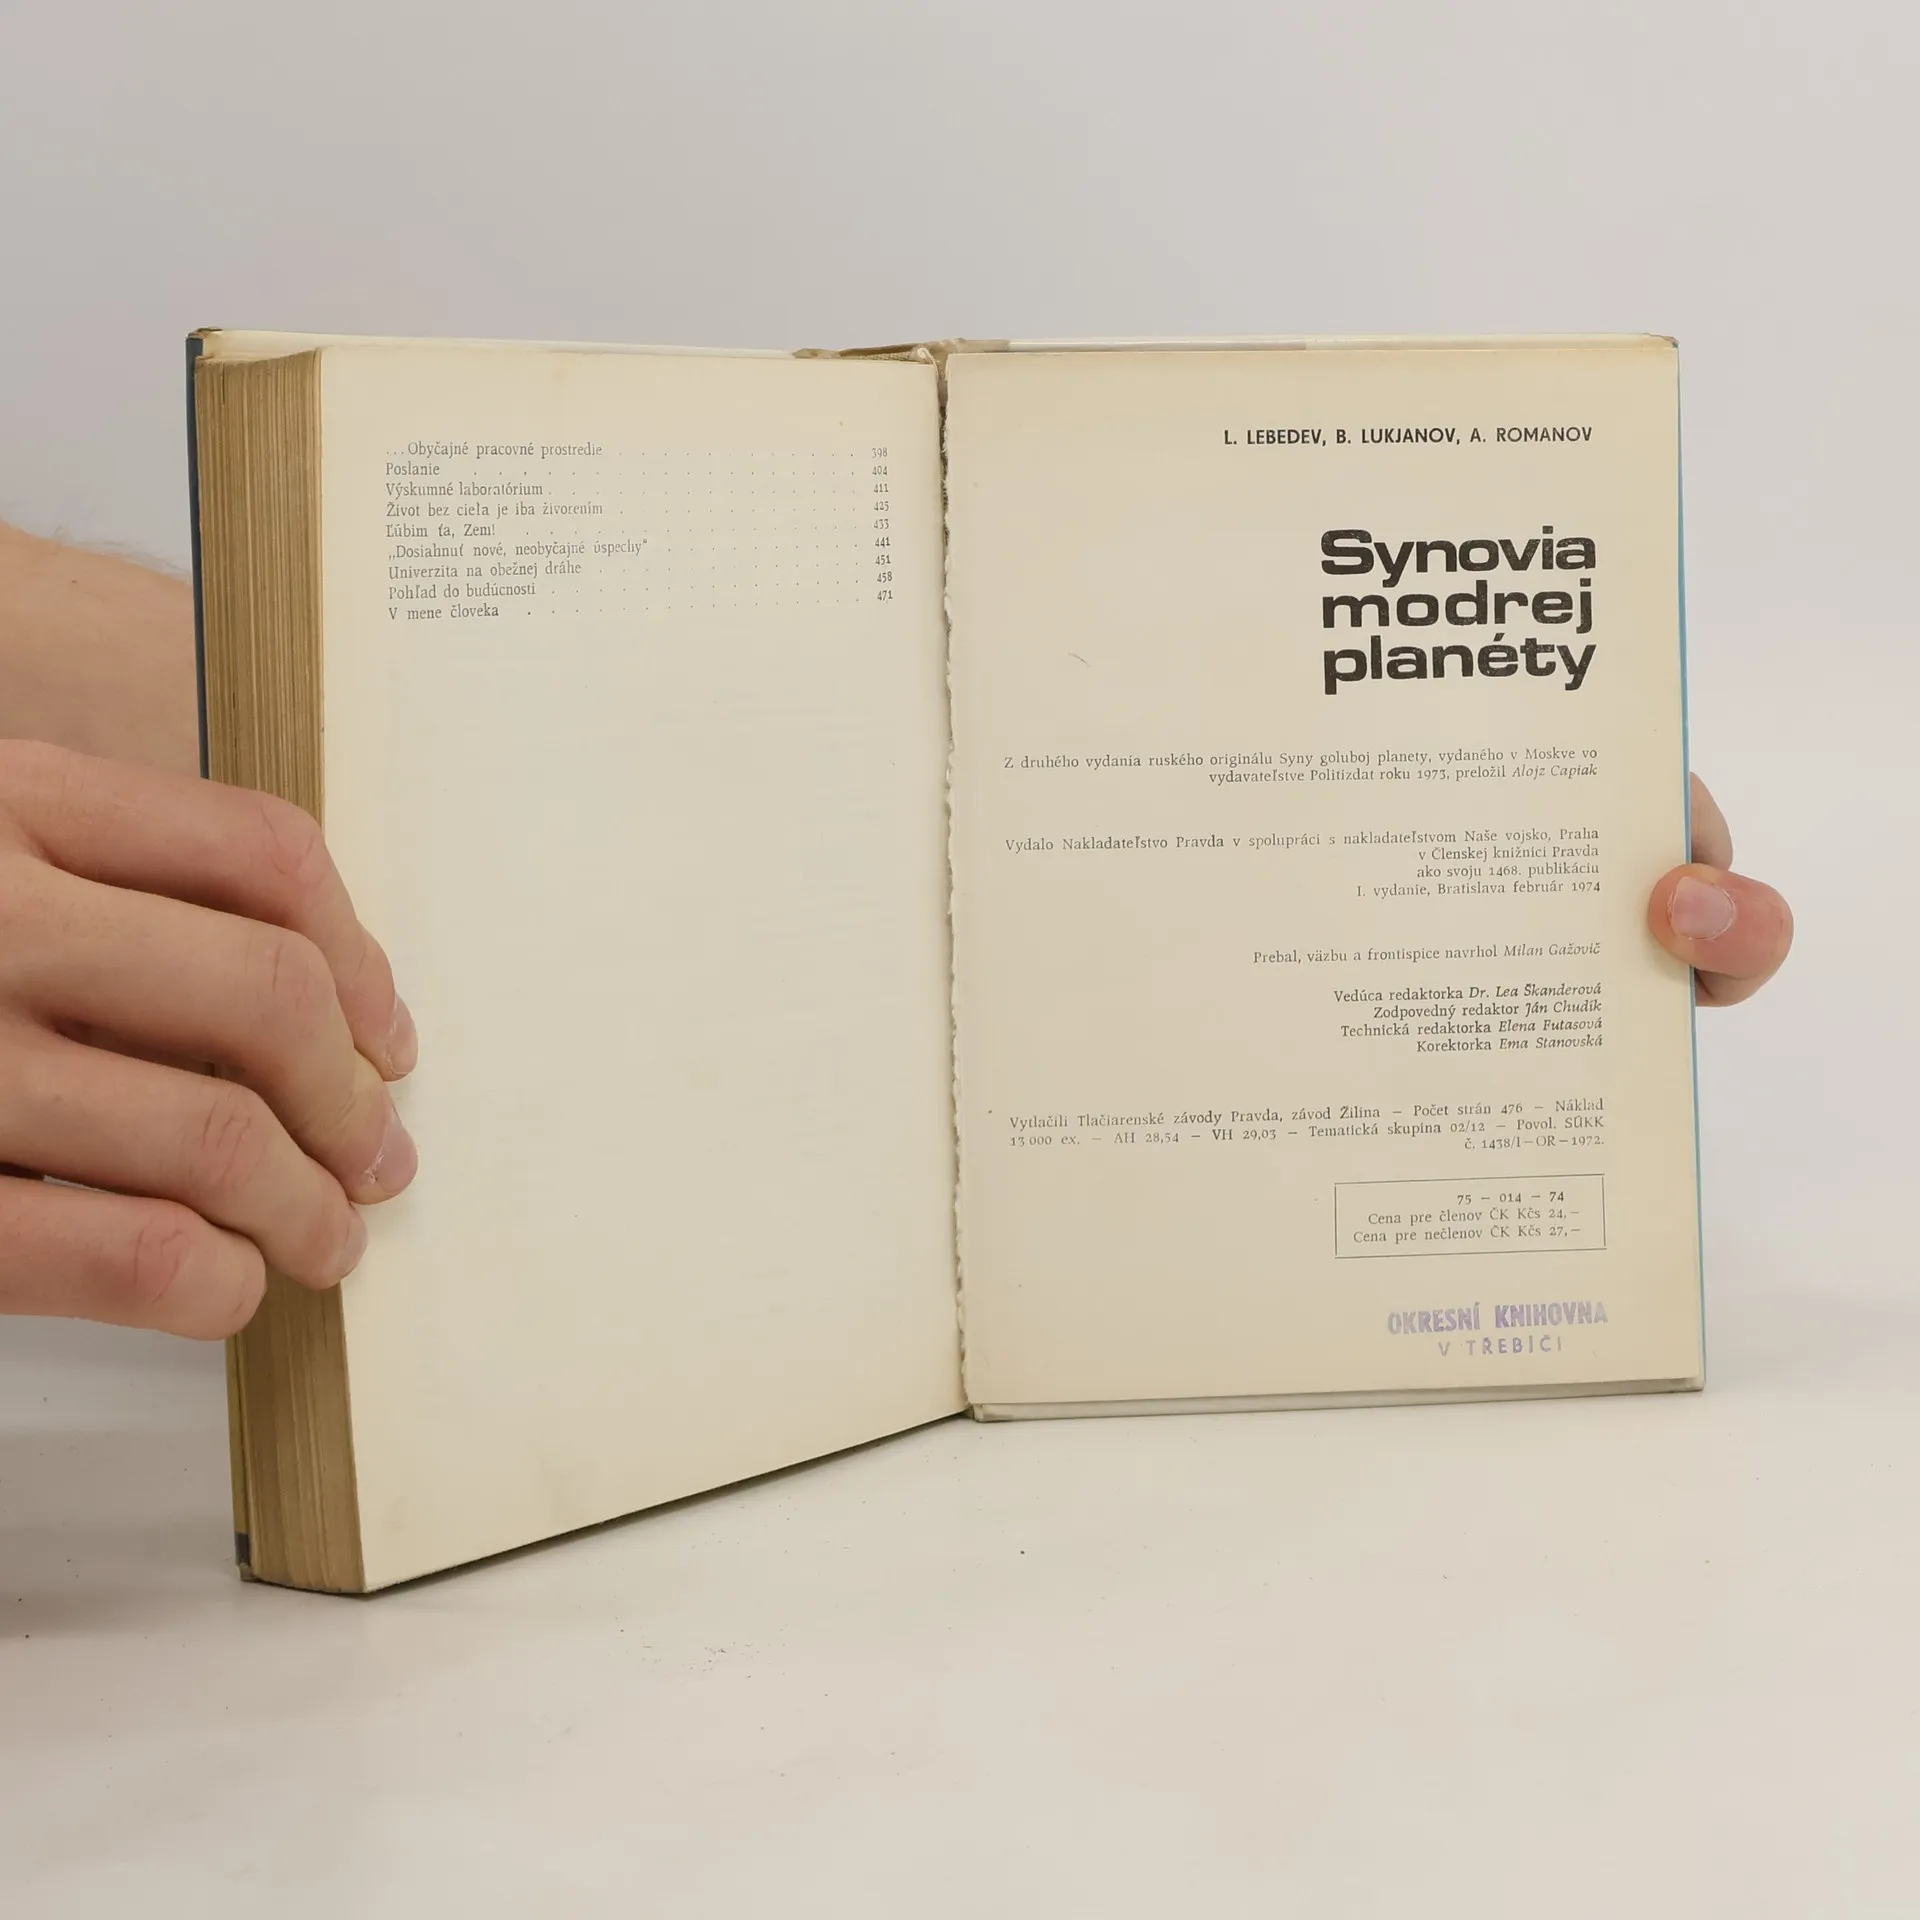 ...Obyčajné pracovné prostredie . . . . . . . . . . . 398
Poslanie . . . . . . . . . . . . . . . . . 404
Výskumné laboratórium . . . . . . . . . . . . . . 411
Život bez cieľa je iba živorením . . . . . . . . . . . 425
Ľúbim ťa, Zem! . . . . . . . . . . . . . . . 433
„Dosiahnuť nové, neobyčajné úspechy“ . . . . . . . . . 441
Univerzita na obežnej dráhe . . . . . . . . . . . . 451
Pohľad do budúcnosti . . . . . . . . . . . . . . 458
V mene človeka . . . . . . . . . . . . . . . 471
L. LEBEDEV, B. LUKJANOV, A. ROMANOV
Synovia
modrej
planéty
Z druhého vydania ruského originálu Syny goluboj planety, vydaného v Moskve vo
vydavateľstve Politizdat roku 1973, preložil Alojz Capiak
Vydalo Nakladateľstvo Pravda v spolupráci s nakladateľstvom Naše vojsko, Praha
v Členskej knižnici Pravda
ako svoju 1468. publikáciu
I. vydanie, Bratislava február 1974
Prebal, väzbu a frontispice navrhol Milan Gažovič
Vedúca redaktorka Dr. Lea Škanderová
Zodpovedný redaktor Ján Chudík
Technická redaktorka Elena Futasová
Korektorka Ema Stanovská
Vytlačili Tlačiarenské závody Pravda, závod Žilina — Počet strán 476 — Náklad
13 000 ex. — AH 28,54 — VH 29,03 — Tematická skupina 02/12 — Povol. SÚKK
č. 1438/I—OR—1972.
75 — 014 — 74
Cena pre členov ČK Kčs 24,—
Cena pre nečlenov ČK Kčs 27,—
OKRESNÍ KNIHOVNA
V TŘEBÍČI